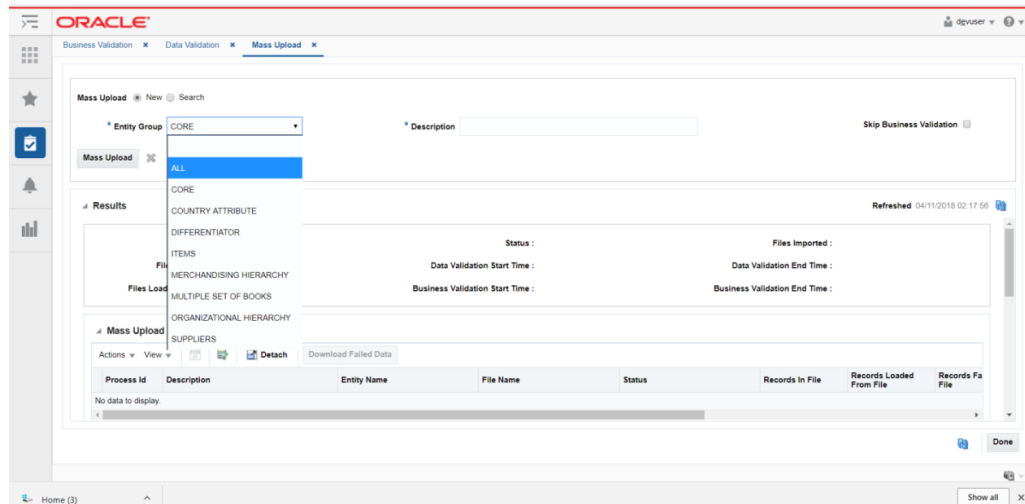 ORACLE®
devuser
Business Validation
Data Validation
Mass Upload
Mass Upload New Search
* Entity Group CORE
* Description
Skip Business Validation
Mass Upload
ALL
CORE
COUNTRY ATTRIBUTE
DIFFERENTIATOR
ITEMS
MERCHANDISING HIERARCHY
MULTIPLE SET OF BOOKS
ORGANIZATIONAL HIERARCHY
SUPPLIERS
Results
Refreshed 04/11/2018 02:17:56
Status :
Files Imported :
Data Validation Start Time :
Data Validation End Time :
Files Load
Business Validation Start Time :
Business Validation End Time :
Mass Upload
Actions View Detach Download Failed Data
Process Id Description Entity Name File Name Status Records In File Records Loaded From File Records Fa File
No data to display.
Done
Home (3)
Show all